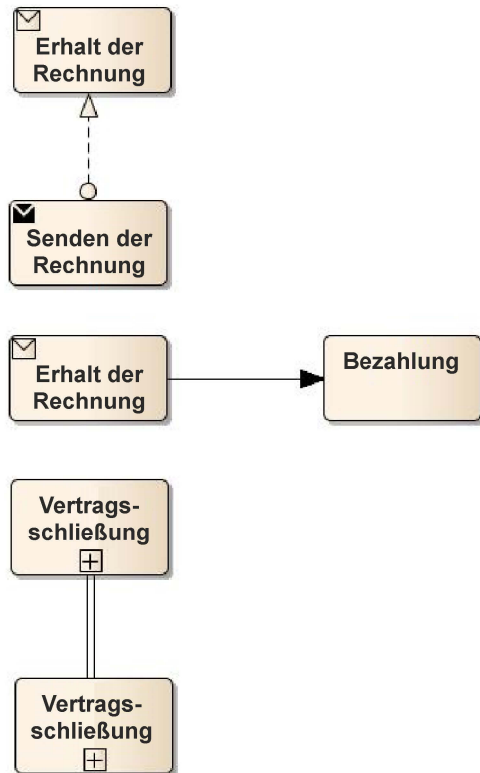 Erhalt der
Rechnung
Senden der
Rechnung
Erhalt der
Rechnung
Bezahlung
Vertrags-
schließung
Vertrags-
schließung